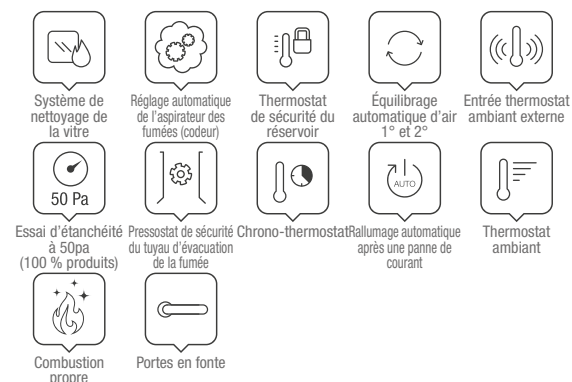 Système de
nettoyage de
la vitre
Réglage automatique
de l'aspirateur des
fumées (codeur)
Thermostat
de sécurité du
réservoir
Équilibrage
automatique d'air
1° et 2°
Entrée thermostat
ambiant externe
50 Pa
Essai d'étanchéité
à 50pa
(100 % produits)
Pressostat de sécurité
du tuyau d'évacuation
de la fumée
Chrono-thermostat
AUTO
Rallumage automatique
après une panne de
courant
Thermostat
ambiant
Combustion
propre
Portes en fonte